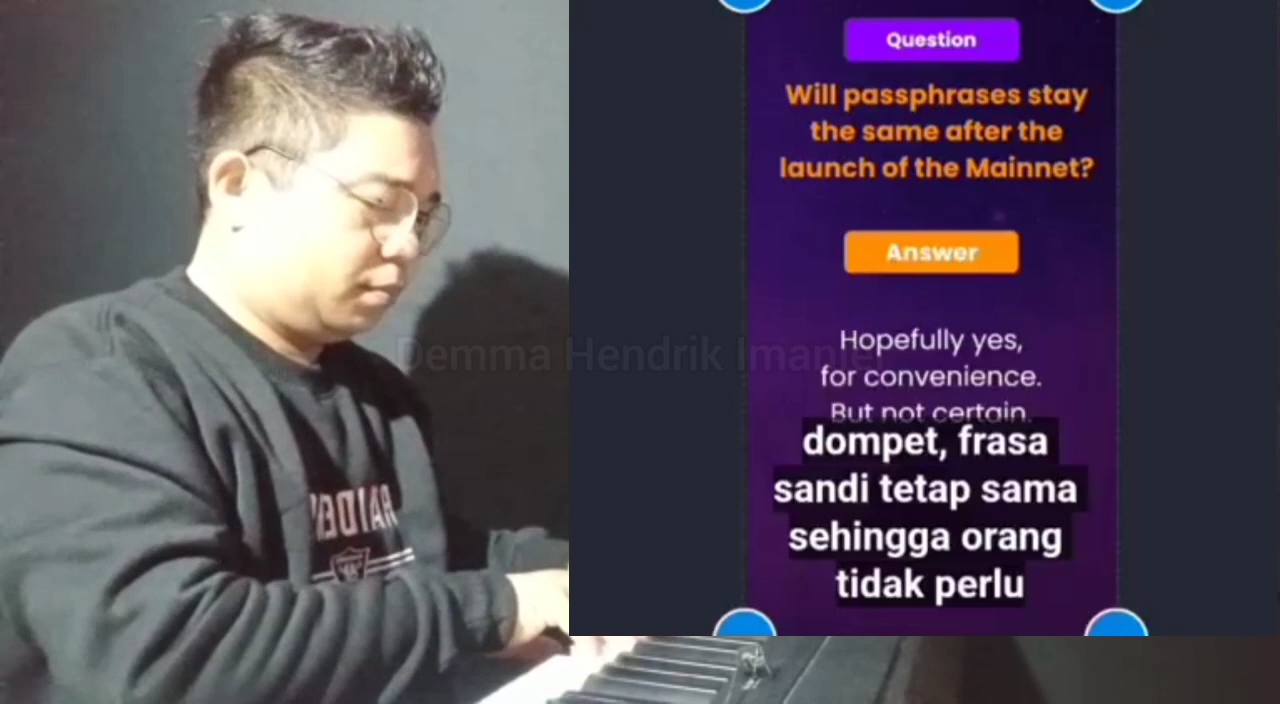 Question
Will passphrases stay
the same after the
launch of the Mainnet?
Answer
Hopefully yes,
for convenience.
But not certain.
dompet, frasa
sandi tetap sama
sehingga orang
tidak perlu
Demma Hendrik